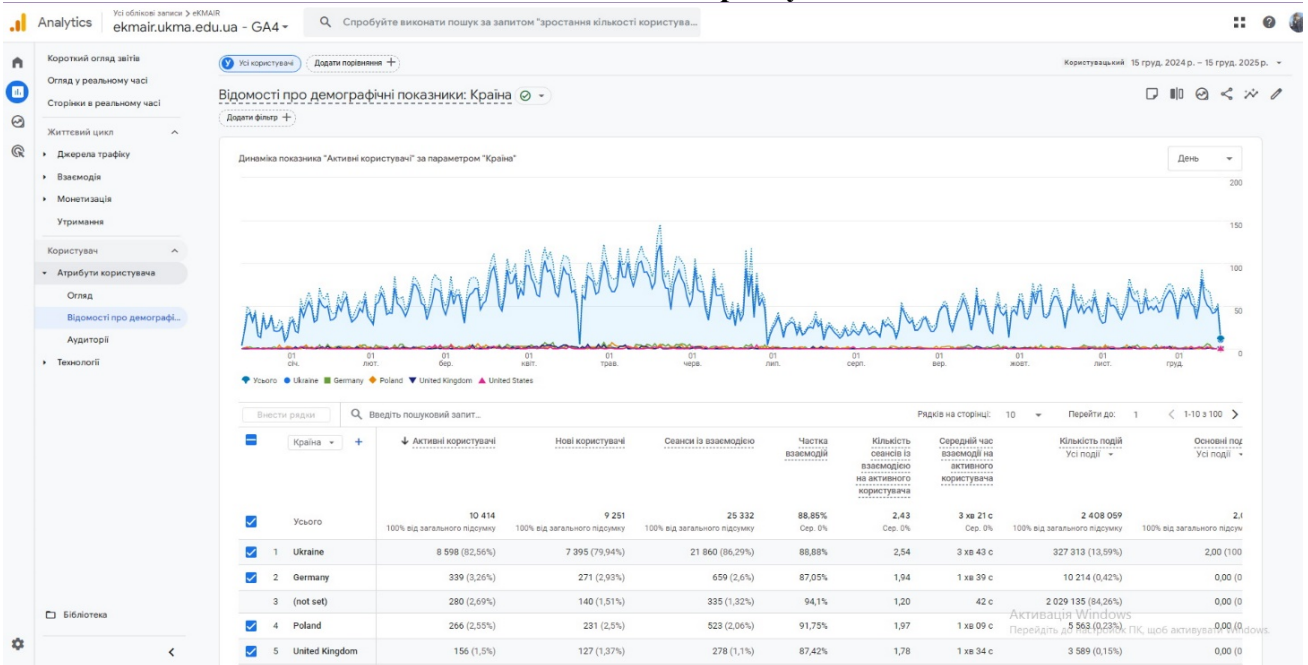 Analytics
Усі облікові записи > eKMAIR
ekmair.ukma.edu.ua - GA4
Спробуйте виконати пошук за запитом "зростання кількості користува...
Короткий огляд звітів
Огляд у реальному часі
Сторінки в реальному часі
Життєвий цикл
Джерела трафіку
Взаємодія
Монетизація
Утримання
Користувач
Атрибути користувача
Огляд
Відомості про демографі...
Аудиторії
Технології
Бібліотека
У Усі користувачі
Додати порівняння +
Користувацький 15 груд. 2024 р. – 15 груд. 2025 р.
Відомості про демографічні показники: Країна
Додати фільтр +
Динаміка показника "Активні користувачі" за параметром "Країна"
День
200
150
100
50
0
01 січ. 01 лют. 01 бер. 01 квіт. 01 трав. 01 черв. 01 лип. 01 серп. 01 вер. 01 жовт. 01 лист. 01 груд.
Усього Ukraine Germany Poland United Kingdom United States
Внести рядки
Введіть пошуковий запит...
Рядків на сторінці: 10 Перейти до: 1 < 1-10 з 100 >
Країна + ↓ Активні користувачі Нові користувачі Сеанси із взаємодією Частка взаємодій Кількість сеансів із взаємодією на активного користувача Середній час взаємодії на активного користувача Кількість подій Усі події Основні под Усі події
Усього 10 414 9 251 25 332 88,85% 2,43 3 хв 21 с 2 408 059 2,(
100% від загального підсумку 100% від загального підсумку 100% від загального підсумку Сер. 0% Сер. 0% Сер. 0% 100% від загального підсумку 100% від загального підсум
1 Ukraine 8 598 (82,56%) 7 395 (79,94%) 21 860 (86,29%) 88,88% 2,54 3 хв 43 с 327 313 (13,59%) 2,00 (100
2 Germany 339 (3,26%) 271 (2,93%) 659 (2,6%) 87,05% 1,94 1 хв 39 с 10 214 (0,42%) 0,00 (0
3 (not set) 280 (2,69%) 140 (1,51%) 335 (1,32%) 94,1% 1,20 42 с 2 029 135 (84,26%) 0,00 (0
4 Poland 266 (2,55%) 231 (2,5%) 523 (2,06%) 91,75% 1,97 1 хв 09 с 5 563 (0,23%) 0,00 (0
5 United Kingdom 156 (1,5%) 127 (1,37%) 278 (1,1%) 87,42% 1,78 1 хв 34 с 3 589 (0,15%) 0,00 (0
Активація Windows
Перейдіть до настройок ПК, щоб активувати Windows.